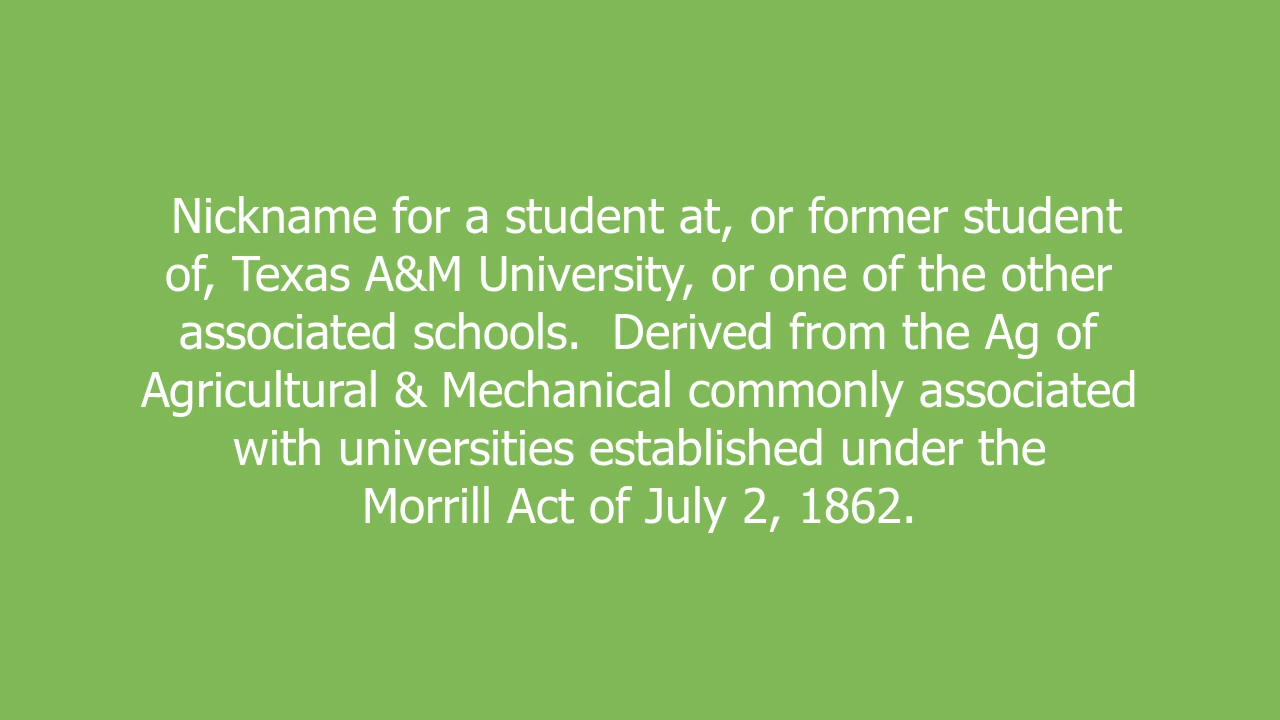 Nickname for a student at, or former student
of, Texas A&M University, or one of the other
associated schools.  Derived from the Ag of
Agricultural & Mechanical commonly associated
with universities established under the
Morrill Act of July 2, 1862.